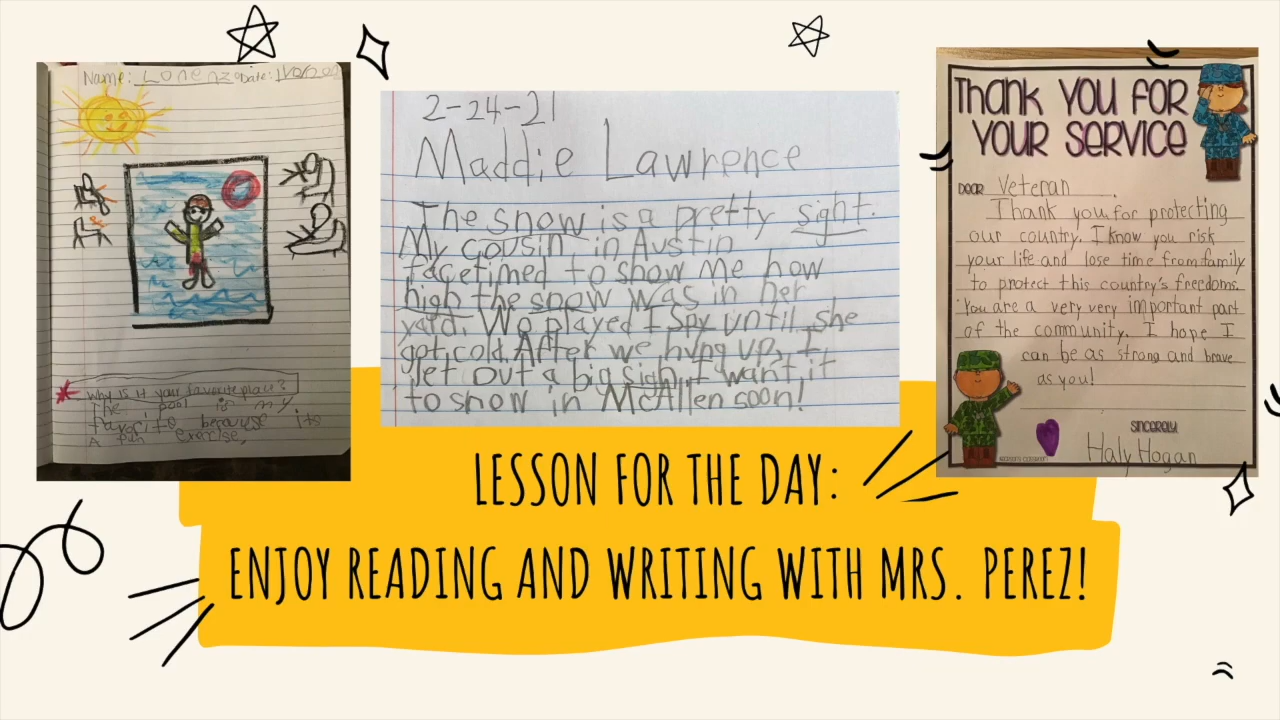 Name: Lorenzo Date: 
* Why is it your favorite place?
The pool is my
favorite because its
A fun exercise,
2-24-21
Maddie Lawrence
The snow is a pretty sight.
My cousin in Austin
facetimed to show me how
high the snow was in her
yard. We played I Spy until she
got cold. After we hung up, I
let out a big sigh. I want it
to snow in McAllen soon!
THANK YOU FOR
YOUR SERVICE
DEAR Veteran
Thank you for protecting
our country. I know you risk
your life and lose time from family
to protect this country's freedoms.
You are a very very important part
of the community. I hope I
can be as strong and brave
as you!
SINCERELY,
Haly Hogan
LESSON FOR THE DAY:
ENJOY READING AND WRITING WITH MRS. PEREZ!